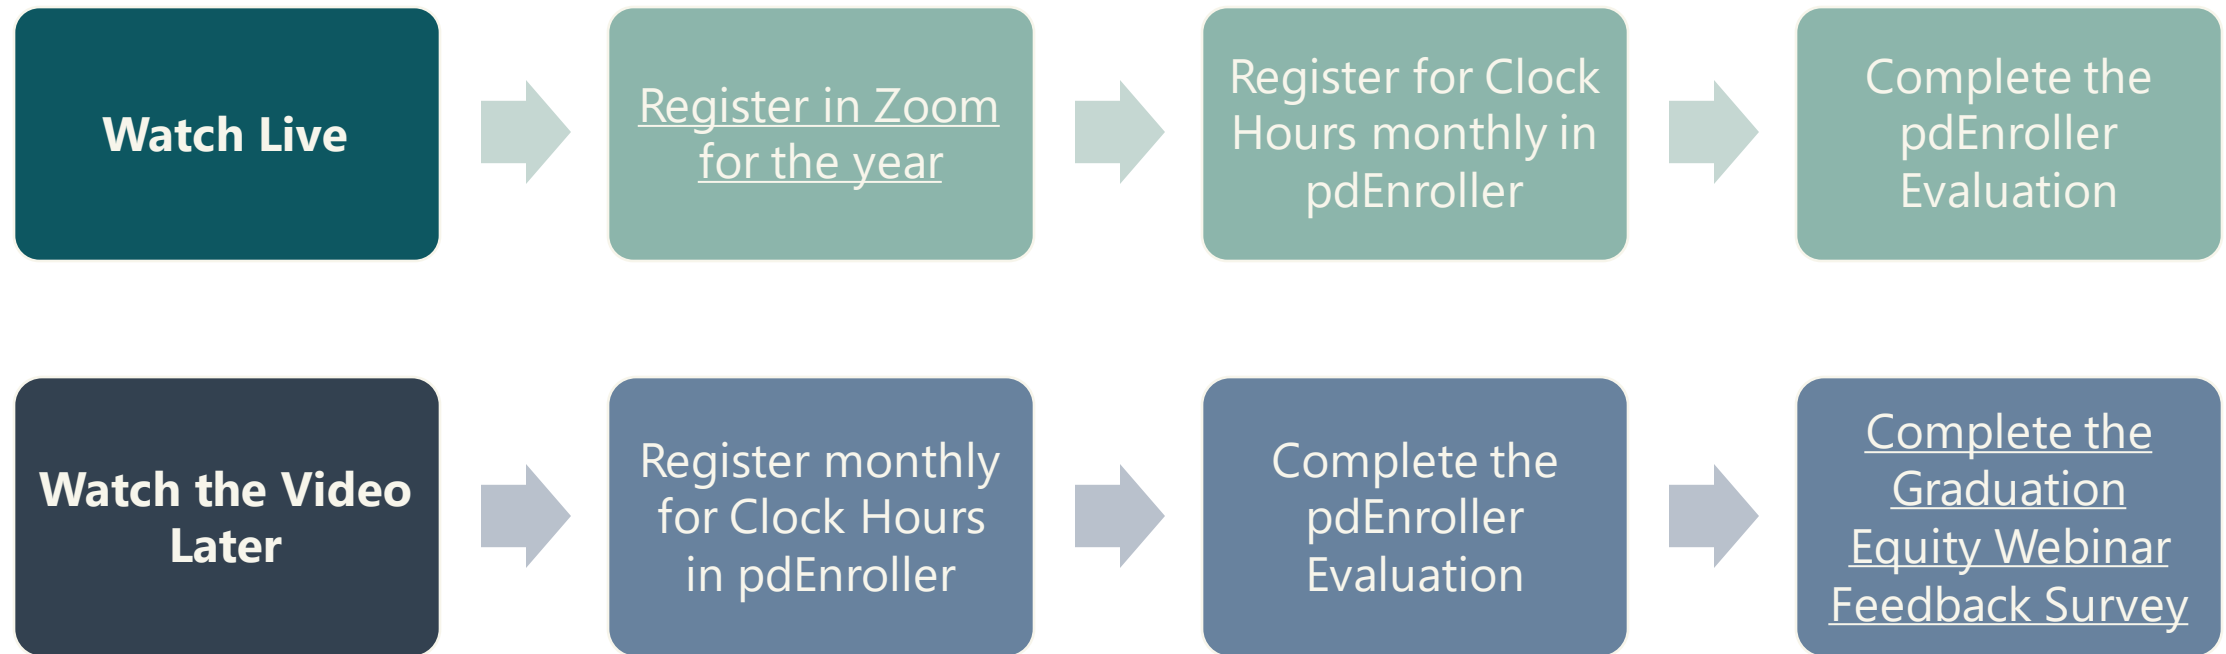 Watch Live
Register in Zoom
for the year
Register for Clock
Hours monthly in
pdEnroller
Complete the
pdEnroller
Evaluation
Watch the Video
Later
Register monthly
for Clock Hours
in pdEnroller
Complete the
pdEnroller
Evaluation
Complete the
Graduation
Equity Webinar
Feedback Survey